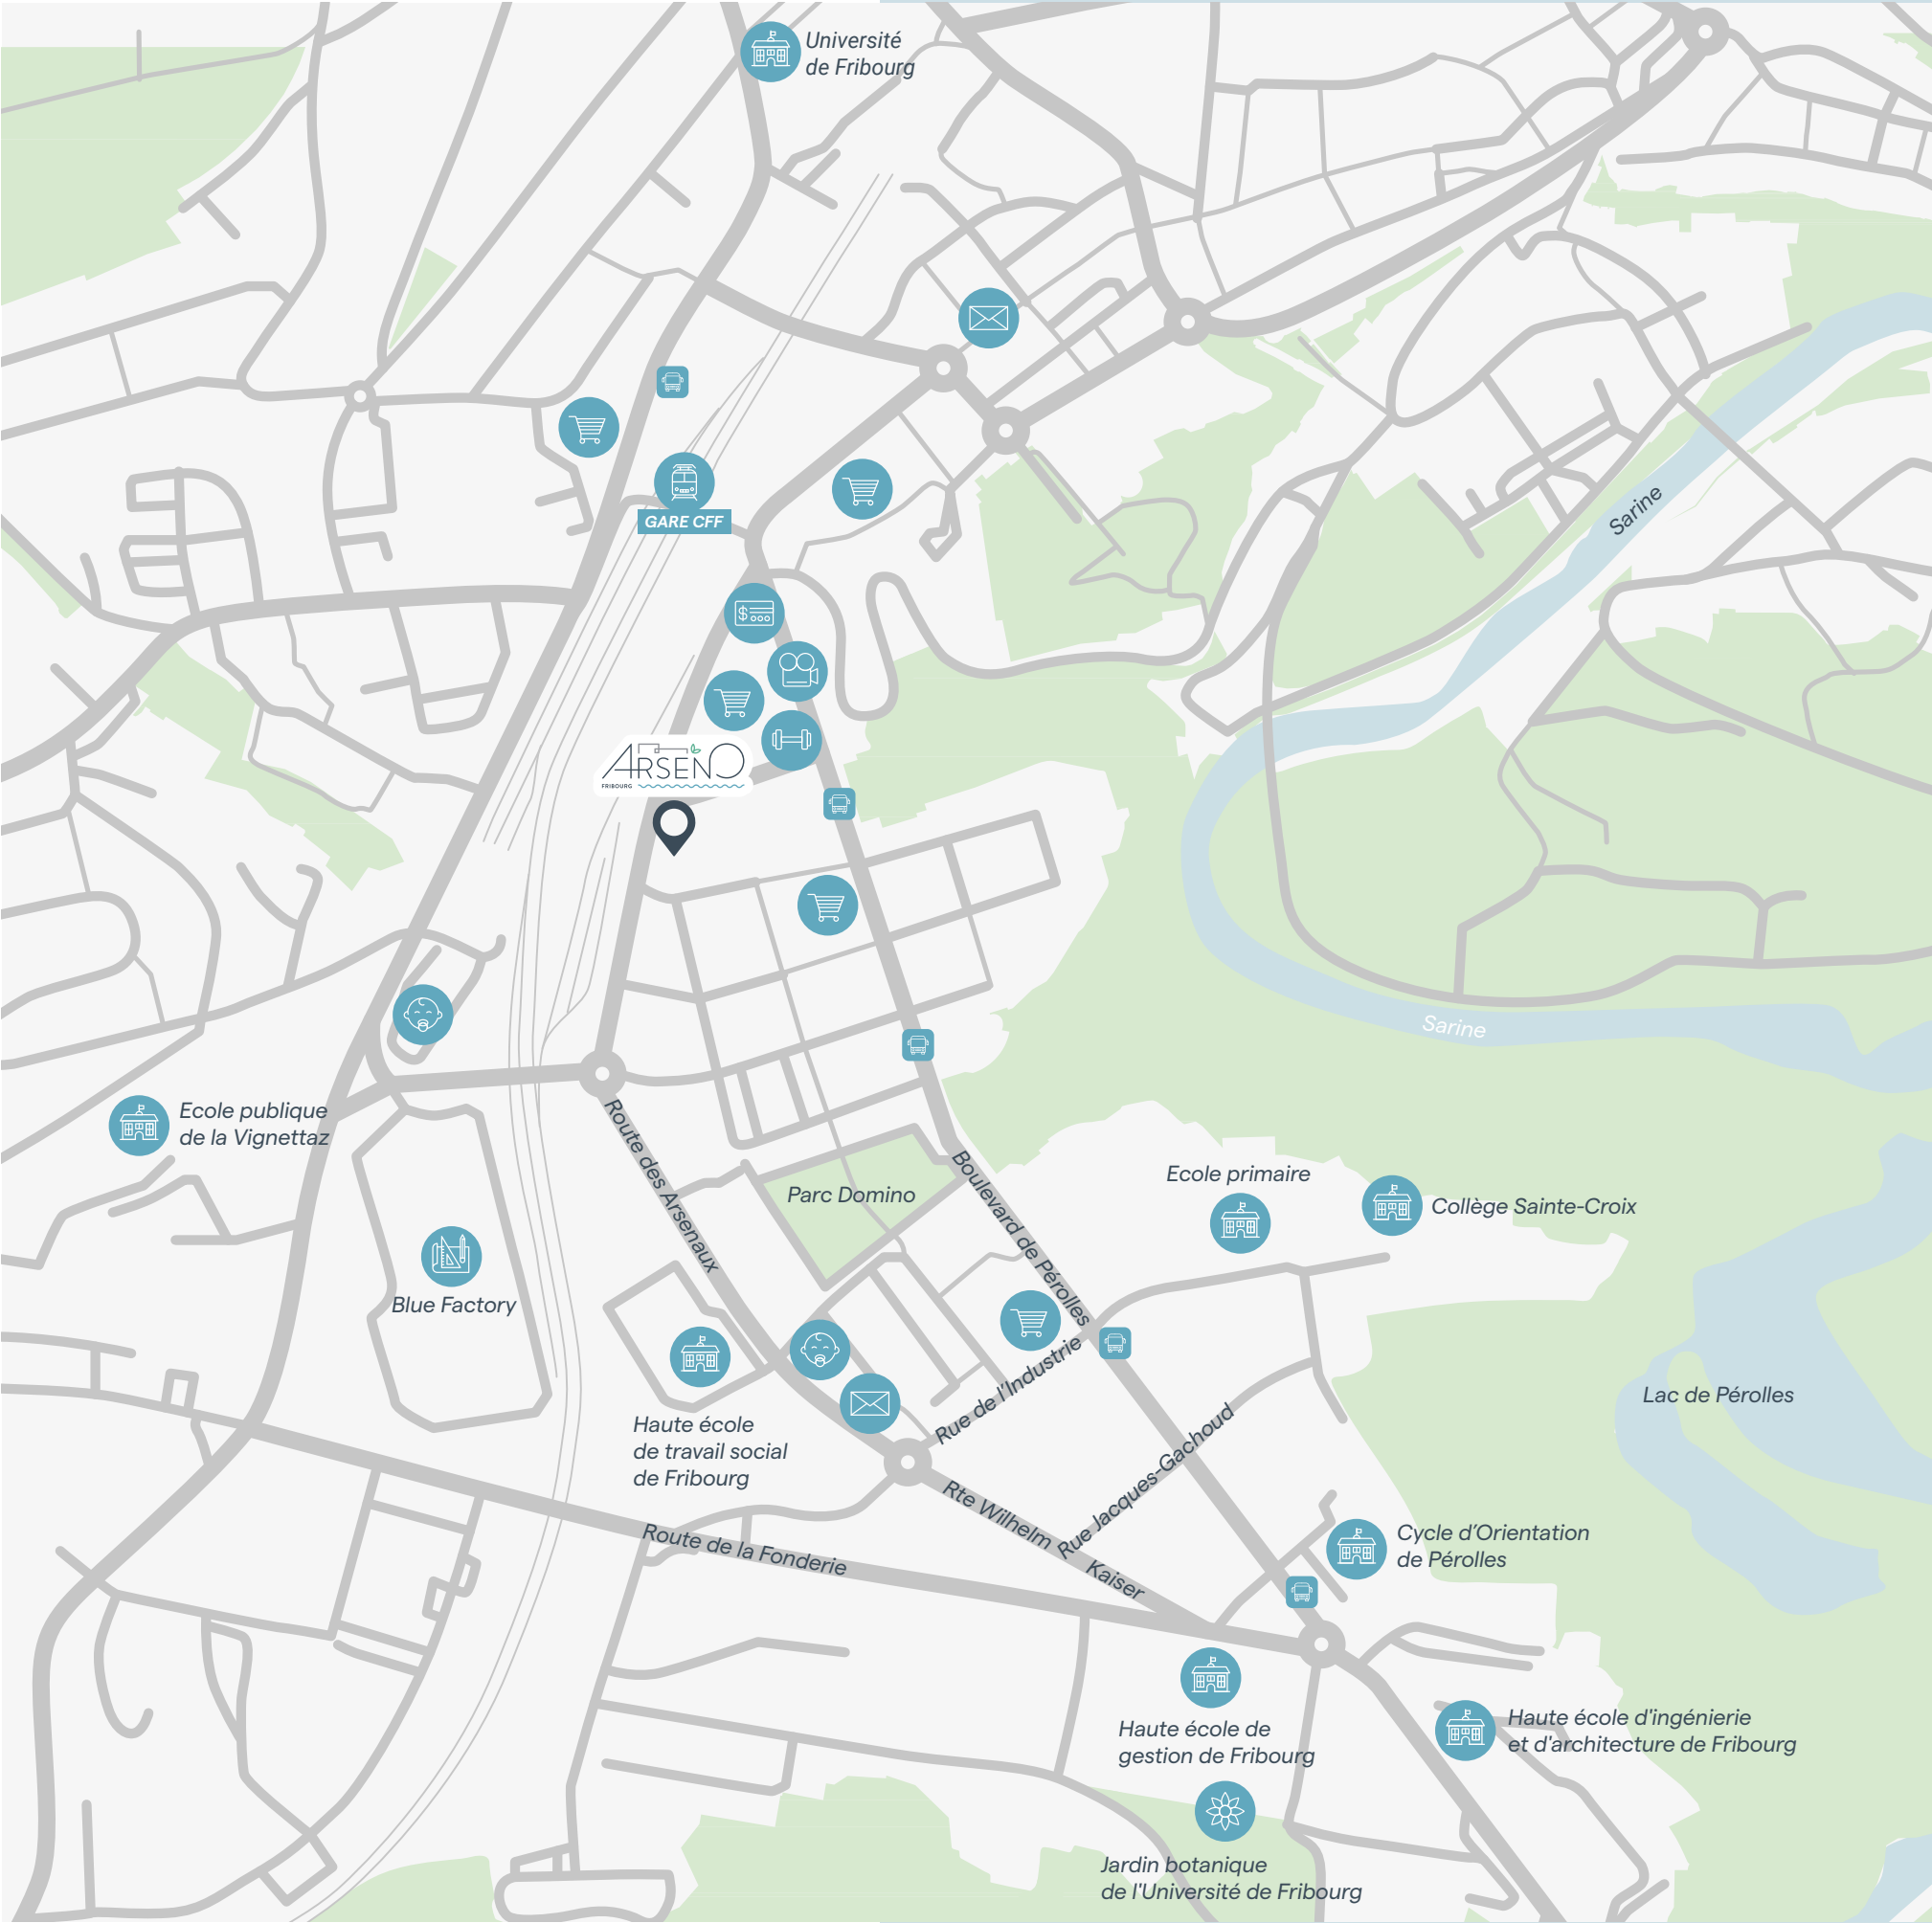 Université
de Fribourg
Sarine
GARE CFF
$
ARSENO
FRIBOURG
Sarine
Ecole publique
de la Vignettaz
Route des Arsenaux
Parc Domino
Boulevard de Pérolles
Ecole primaire
Collège Sainte-Croix
Blue Factory
Rue de l'Industrie
Lac de Pérolles
Haute école
de travail social
de Fribourg
Rte Wilhelm Kaiser
Rue Jacques-Gachoud
Route de la Fonderie
Cycle d'Orientation
de Pérolles
Haute école de
gestion de Fribourg
Haute école d'ingénierie
et d'architecture de Fribourg
Jardin botanique
de l'Université de Fribourg